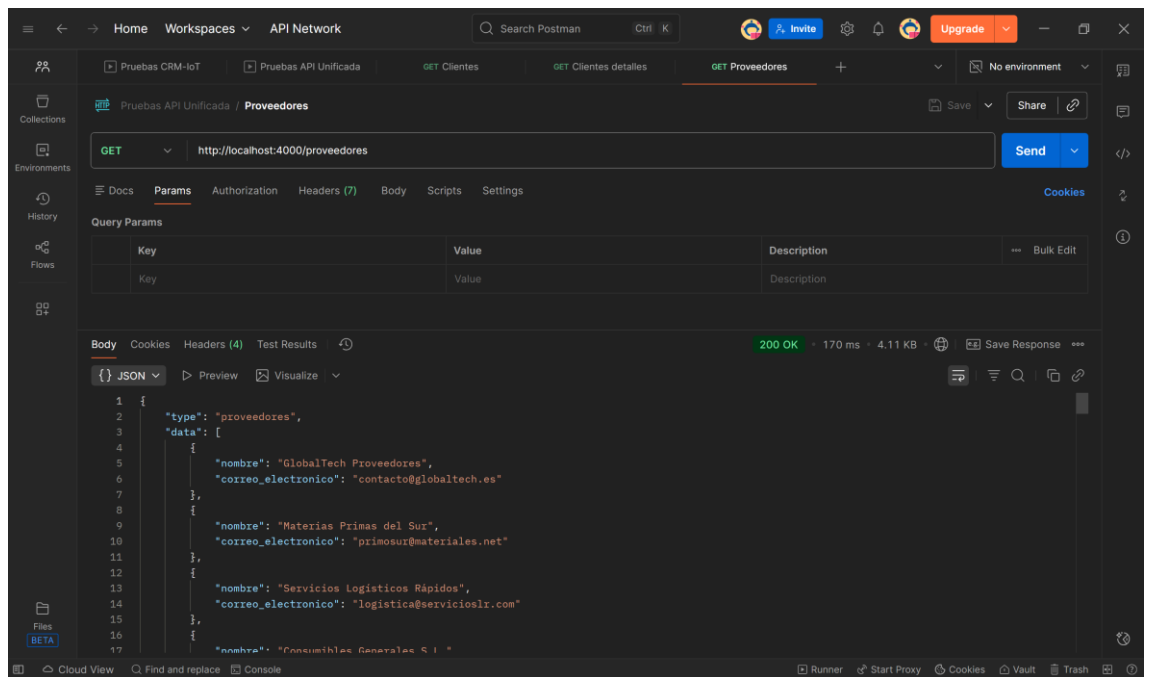 Home Workspaces API Network Search Postman Ctrl K Invite Upgrade
Pruebas CRM-IoT Pruebas API Unificada GET Clientes GET Clientes detalles GET Proveedores No environment
HTTP Pruebas API Unificada / Proveedores Save Share
Collections
GET http://localhost:4000/proveedores Send
Environments
Docs Params Authorization Headers (7) Body Scripts Settings Cookies
History
Query Params
Key Value Description Bulk Edit
Flows
Key Value Description
Body Cookies Headers (4) Test Results 200 OK 170 ms 4.11 KB Save Response
{} JSON Preview Visualize
1 {
2 "type": "proveedores",
3 "data": [
4 {
5 "nombre": "GlobalTech Proveedores",
6 "correo_electronico": "contacto@globaltech.es"
7 },
8 {
9 "nombre": "Materias Primas del Sur",
10 "correo_electronico": "primosur@materiales.net"
11 },
12 {
13 "nombre": "Servicios Logísticos Rápidos",
14 "correo_electronico": "logistica@servicioslr.com"
15 },
16 {
17 "nombre": "Consumibles Generales S.L."
Files
BETA
Cloud View Find and replace Console Runner Start Proxy Cookies Vault Trash